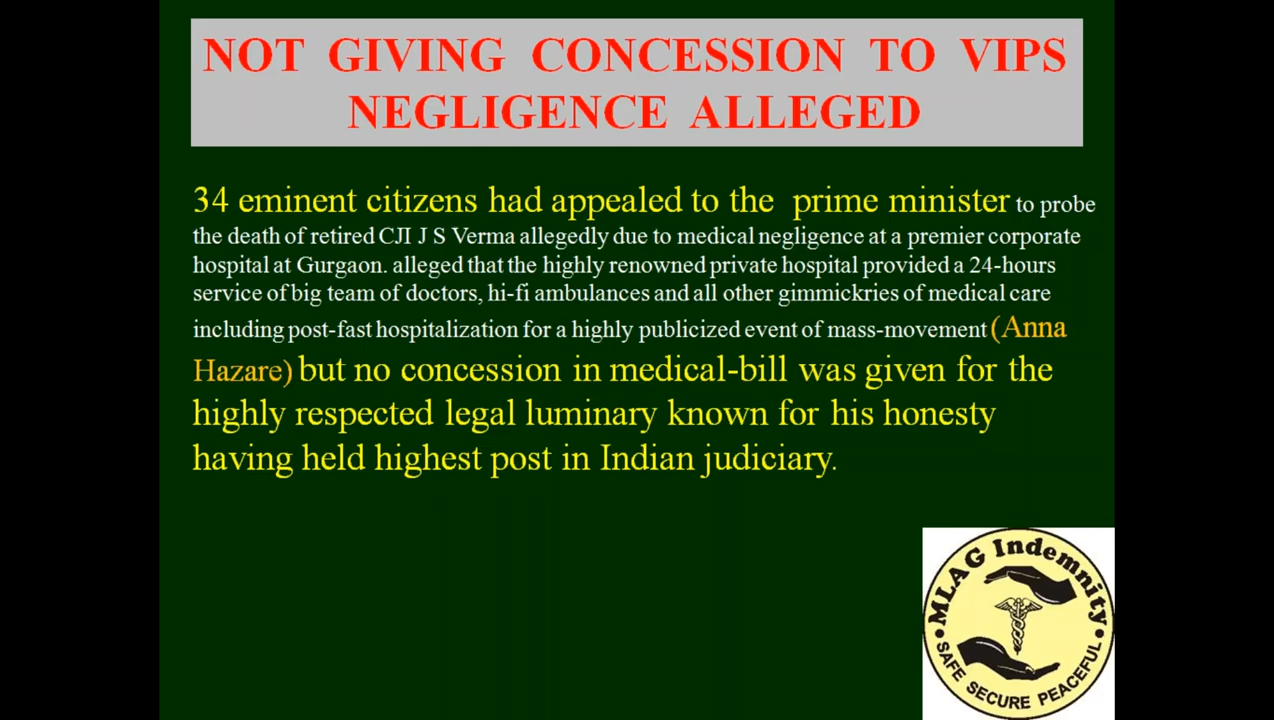 NOT GIVING CONCESSION TO VIPS
NEGLIGENCE ALLEGED
34 eminent citizens had appealed to the prime minister to probe
the death of retired CJI J S Verma allegedly due to medical negligence at a premier corporate
hospital at Gurgaon. alleged that the highly renowned private hospital provided a 24-hours
service of big team of doctors, hi-fi ambulances and all other gimmickries of medical care
including post-fast hospitalization for a highly publicized event of mass-movement (Anna
Hazare) but no concession in medical-bill was given for the
highly respected legal luminary known for his honesty
having held highest post in Indian judiciary.
MLAG Indemnity
• SAFE SECURE PEACEFUL •